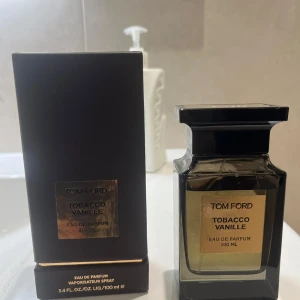 TOM FORD
TOBACCO
VANILLE
EAU DE PARFUM
VAPORISATEUR SPRAY
3.4 FL.OZ./OZ. LIQ./100 ml ℮
TOM FORD
TOBACCO
VANILLE
EAU DE PARFUM
100 ML